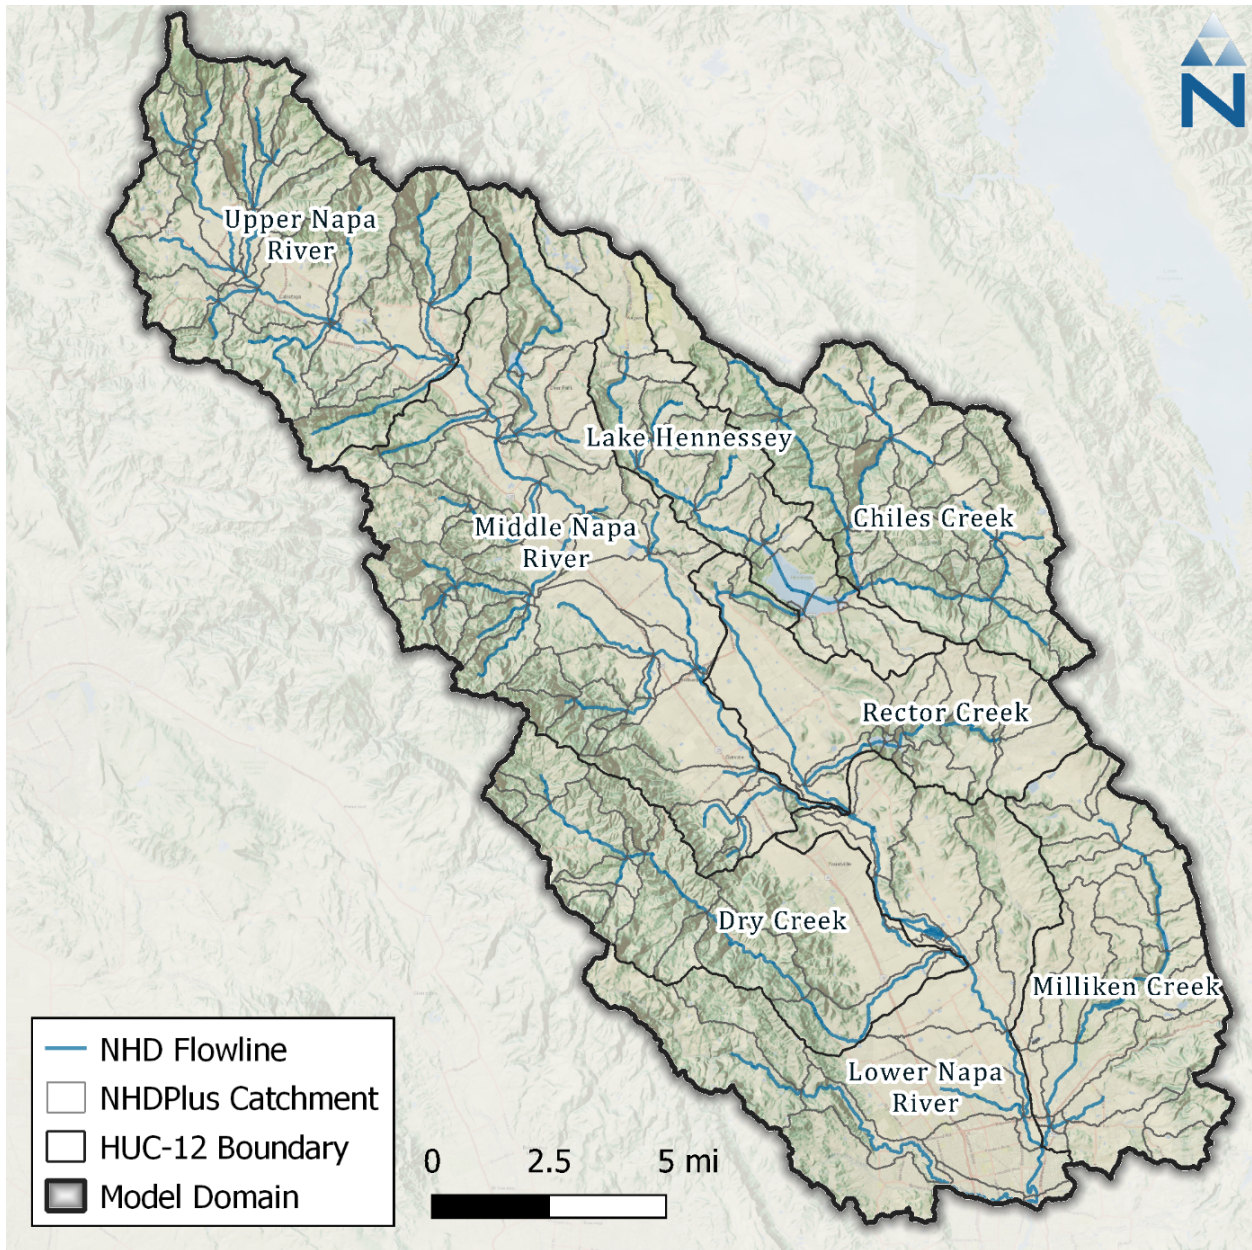 N
Upper Napa
River
Lake Hennessey
Chiles Creek
Middle Napa
River
Rector Creek
Dry Creek
Milliken Creek
Lower Napa
River
NHD Flowline
NHDPlus Catchment
HUC-12 Boundary
Model Domain
0 2.5 5 mi